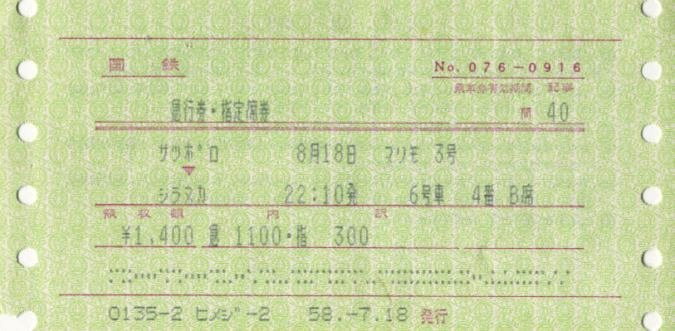 国鉄 No.076-0916
乗車券有効期間 記事
間 40
急行券・指定席券
サツポロ 8月18日 マリモ 3号
▼
シラヌカ 22:10発 6号車 4番 B席
領収額 内訳
¥1,400 急 1100・指 300
0135-2 ヒメジ-2 58.-7.18 発行